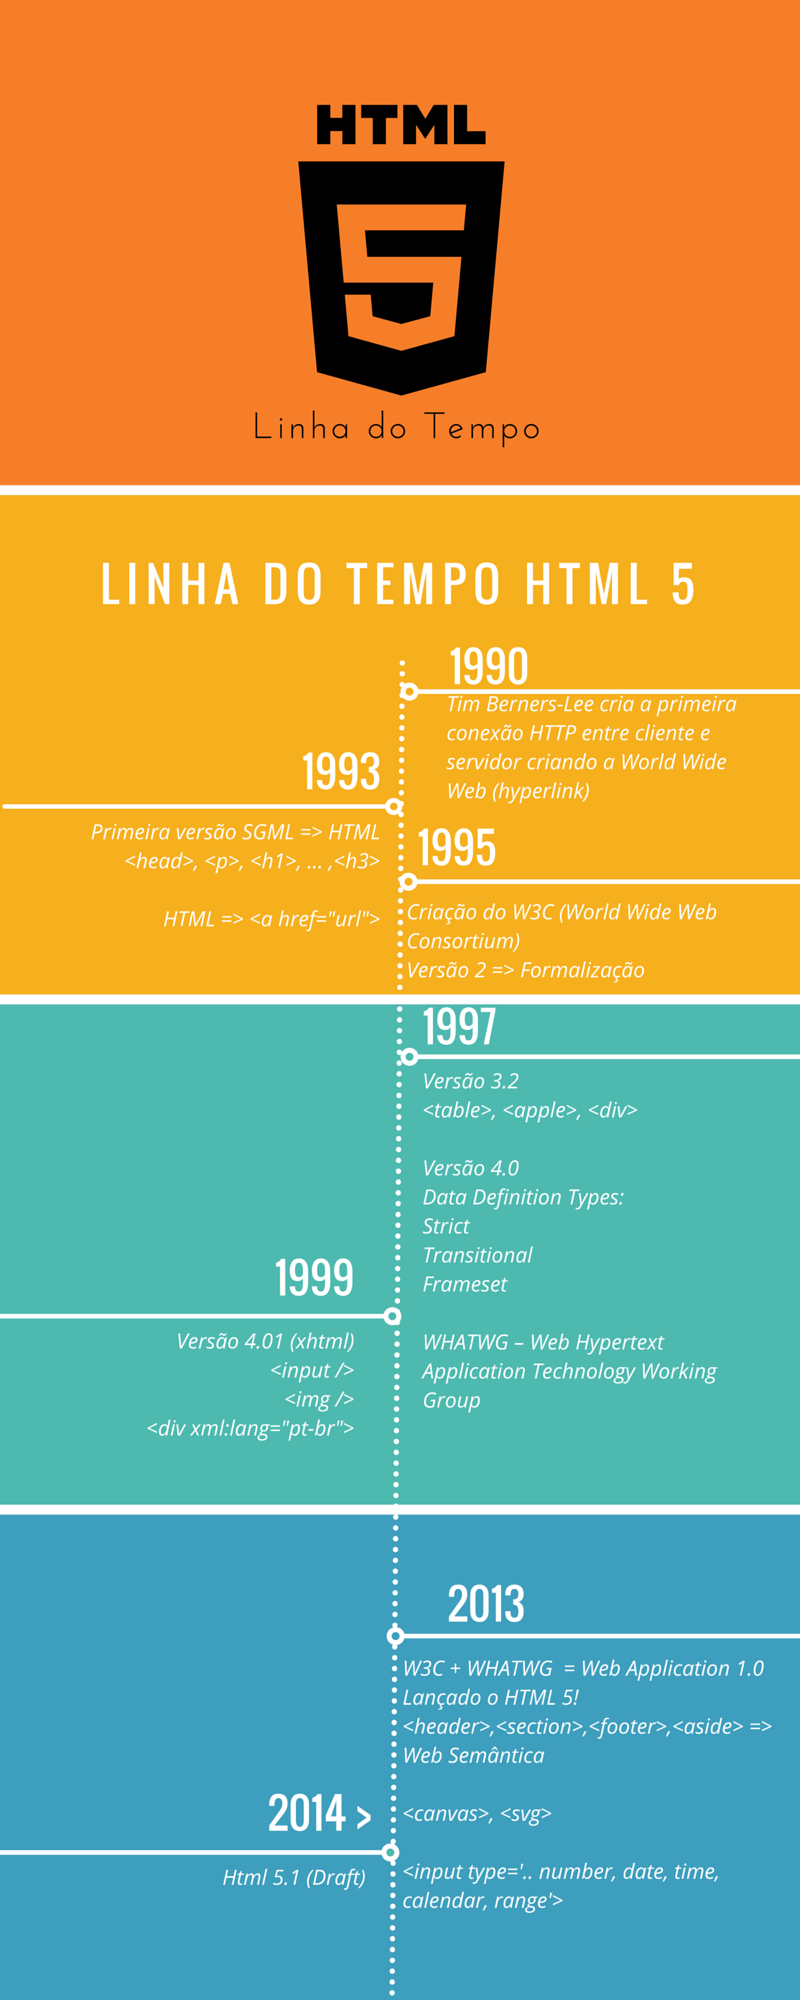 HTML
5
Linha do Tempo
LINHA DO TEMPO HTML 5
1990
Tim Berners-Lee cria a primeira
conexão HTTP entre cliente e
servidor criando a World Wide
Web (hyperlink)
1993
Primeira versão SGML => HTML
<head>, <p>, <h1>, ... ,<h3>
HTML => <a href="url">
1995
Criação do W3C (World Wide Web
Consortium)
Versão 2 => Formalização
1997
Versão 3.2
<table>, <apple>, <div>
Versão 4.0
Data Definition Types:
Strict
Transitional
Frameset
WHATWG – Web Hypertext
Application Technology Working
Group
1999
Versão 4.01 (xhtml)
<input />
<img />
<div xml:lang="pt-br">
2013
W3C + WHATWG  = Web Application 1.0
Lançado o HTML 5!
<header>,<section>,<footer>,<aside> =>
Web Semântica
<canvas>, <svg>
<input type='.. number, date, time,
calendar, range'>
2014 >
Html 5.1 (Draft)